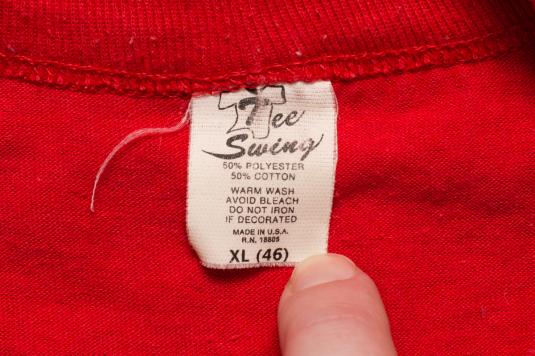 Tee
Swing
50% POLYESTER
50% COTTON
WARM WASH
AVOID BLEACH
DO NOT IRON
IF DECORATED
MADE IN U.S.A.
R.N. 18805
XL (46)